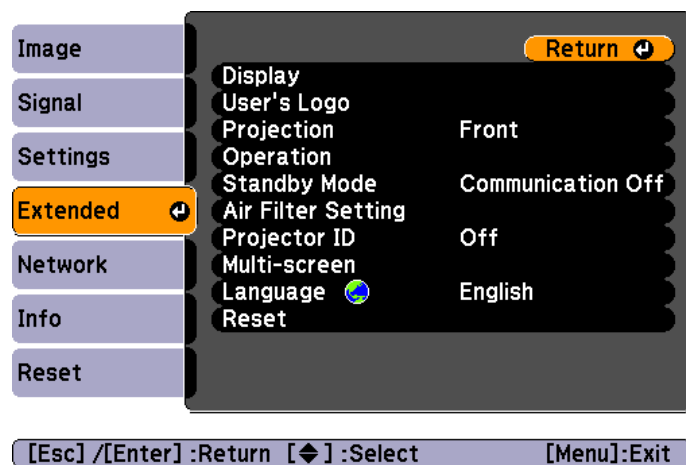 Image
Signal
Settings
Extended
Network
Info
Reset
Return
Display
User's Logo
Projection Front
Operation
Standby Mode Communication Off
Air Filter Setting
Projector ID Off
Multi-screen
Language English
Reset
[Esc] /[Enter] :Return [◆] :Select [Menu]:Exit